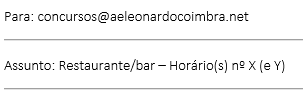 Para: concursos@aeleonardocoimbra.net
Assunto: Restaurante/bar – Horário(s) nº X (e Y)